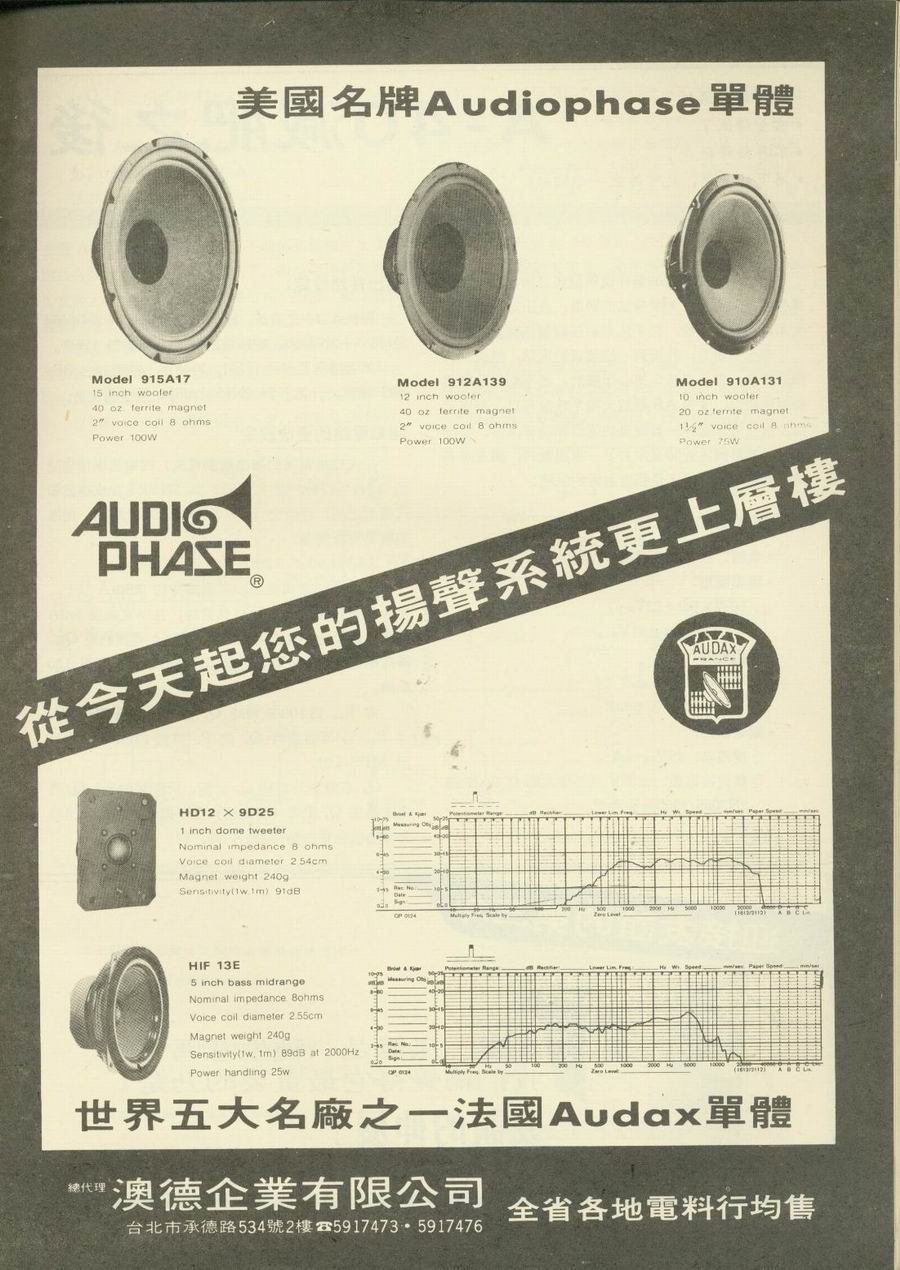 美國名牌Audiophase單體
Model 915A17
15 inch woofer
40 oz. ferrite magnet
2″ voice coil 8 ohms
Power 100W
Model 912A139
12 inch woofer
40 oz ferrite magnet
2″ voice coil 8 ohms
Power 100W
Model 910A131
10 inch woofer
20 oz ferrite magnet
1½″ voice coil 8 ohms
Power 75W
AUDIO
PHASE®
從今天起您的揚聲系統更上層樓
AUDAX
FRANCE
HD12 × 9D25
1 inch dome tweeter
Nominal impedance 8 ohms
Voice coil diameter 2.54cm
Magnet weight 240g
Sensitivity(1w,1m) 91dB
Brüel & Kjær Potentiometer Range: dB Rectifier: Lower Lim. Freq.: Hz Wr. Speed: mm/sec. Paper Speed: mm/sec.
Measuring Obj.
Rec. No.:
Date:
Sign.:
20 Hz 50 100 200 Hz 500 1000 2000 Hz 5000 10000 20000 40000 D A B C Lin.
QP 0124 Multiply Freq. Scale by Zero Level: (1612/2112) A B C Lin.
HIF 13E
5 inch bass midrange
Nominal impedance 8ohms
Voice coil diameter 2.55cm
Magnet weight 240g
Sensitivity(1w, 1m) 89dB at 2000Hz
Power handling 25w
Brüel & Kjær Potentiometer Range: dB Rectifier: Lower Lim. Freq.: Hz Wr. Speed: mm/sec. Paper Speed: mm/sec.
Measuring Obj.
Rec. No.:
Date:
Sign.:
20 Hz 50 100 200 Hz 500 1000 2000 Hz 5000 10000 20000 40000 D A B C Lin.
QP 0124 Multiply Freq. Scale by Zero Level: (1612/2112) A B C Lin.
世界五大名廠之一法國Audax單體
總代理 澳德企業有限公司
台北市承德路534號2樓☎5917473・5917476
全省各地電料行均售